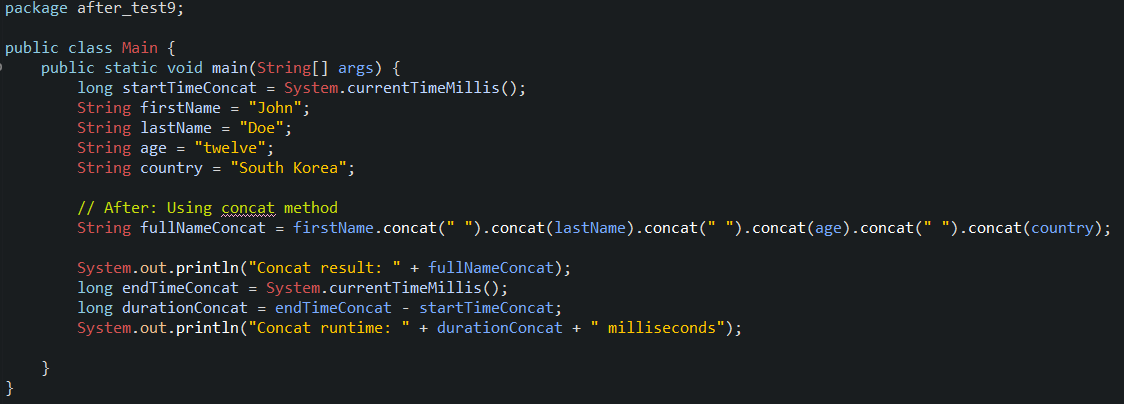 package after_test9;
public class Main {
public static void main(String[] args) {
long startTimeConcat = System.currentTimeMillis();
String firstName = "John";
String lastName = "Doe";
String age = "twelve";
String country = "South Korea";
// After: Using concat method
String fullNameConcat = firstName.concat(" ").concat(lastName).concat(" ").concat(age).concat(" ").concat(country);
System.out.println("Concat result: " + fullNameConcat);
long endTimeConcat = System.currentTimeMillis();
long durationConcat = endTimeConcat - startTimeConcat;
System.out.println("Concat runtime: " + durationConcat + " milliseconds");
}
}